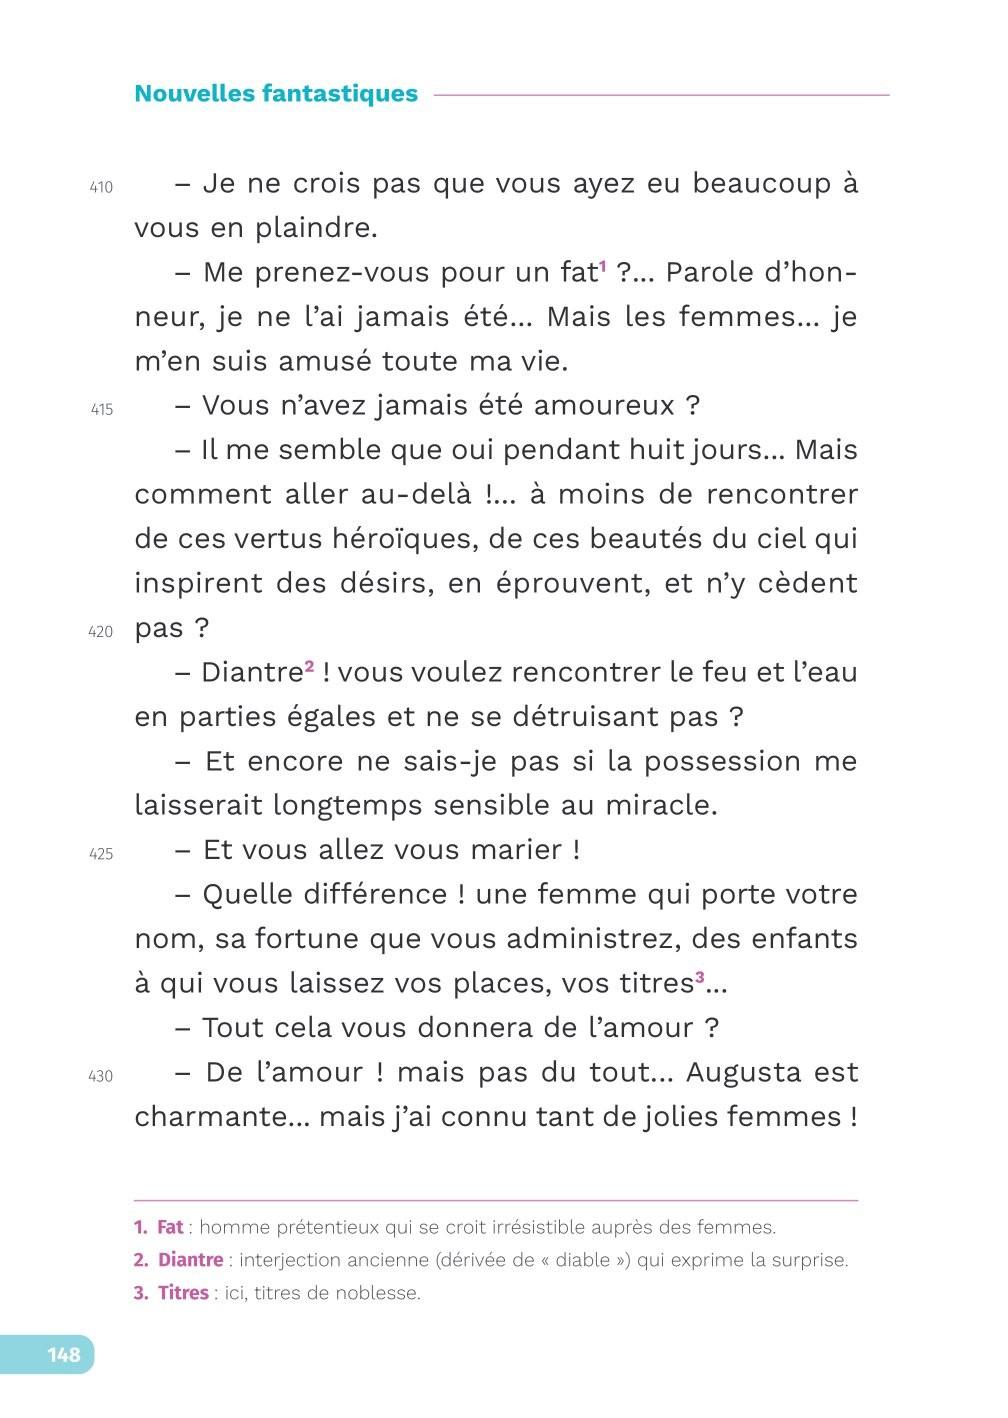 Nouvelles fantastiques
410 – Je ne crois pas que vous ayez eu beaucoup à
vous en plaindre.
– Me prenez-vous pour un fat¹ ?... Parole d’hon-
neur, je ne l’ai jamais été... Mais les femmes... je
m’en suis amusé toute ma vie.
415 – Vous n’avez jamais été amoureux ?
– Il me semble que oui pendant huit jours... Mais
comment aller au-delà !... à moins de rencontrer
de ces vertus héroïques, de ces beautés du ciel qui
inspirent des désirs, en éprouvent, et n’y cèdent
420 pas ?
– Diantre² ! vous voulez rencontrer le feu et l’eau
en parties égales et ne se détruisant pas ?
– Et encore ne sais-je pas si la possession me
laisserait longtemps sensible au miracle.
425 – Et vous allez vous marier !
– Quelle différence ! une femme qui porte votre
nom, sa fortune que vous administrez, des enfants
à qui vous laissez vos places, vos titres³...
– Tout cela vous donnera de l’amour ?
430 – De l’amour ! mais pas du tout... Augusta est
charmante... mais j’ai connu tant de jolies femmes !
1. Fat : homme prétentieux qui se croit irrésistible auprès des femmes.
2. Diantre : interjection ancienne (dérivée de « diable ») qui exprime la surprise.
3. Titres : ici, titres de noblesse.
148